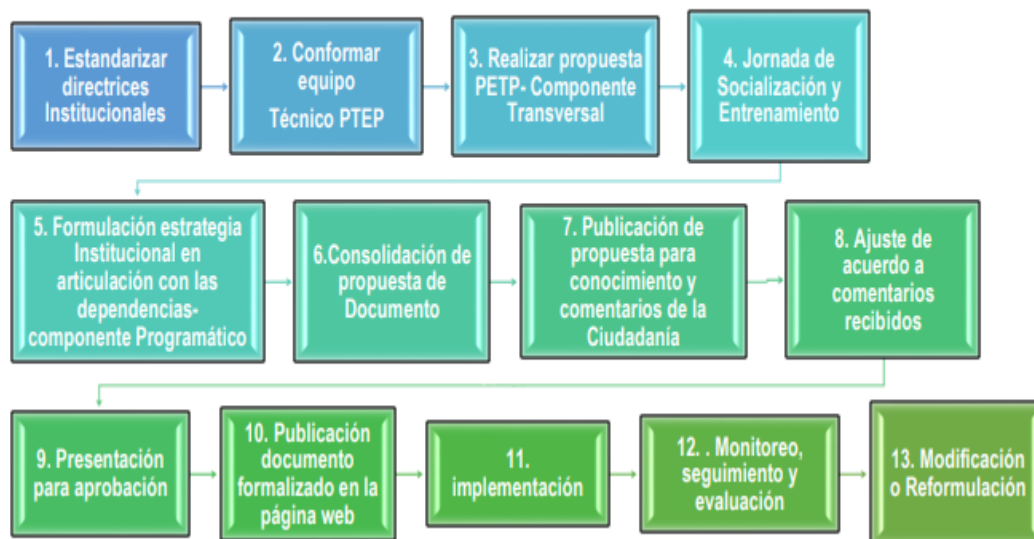 1. Estandarizar
directrices
Institucionales
2. Conformar
equipo
Técnico PTEP
3. Realizar propuesta
PETP- Componente
Transversal
4. Jornada de
Socialización y
Entrenamiento
5. Formulación estrategia
Institucional en
articulación con las
dependencias-
componente Programático
6.Consolidación de
propuesta de
Documento
7. Publicación de
propuesta para
conocimiento y
comentarios de la
Ciudadanía
8. Ajuste de
acuerdo a
comentarios
recibidos
9. Presentación
para aprobación
10. Publicación
documento
formalizado en la
página web
11.
implementación
12. . Monitoreo,
seguimiento y
evaluación
13. Modificación
o Reformulación